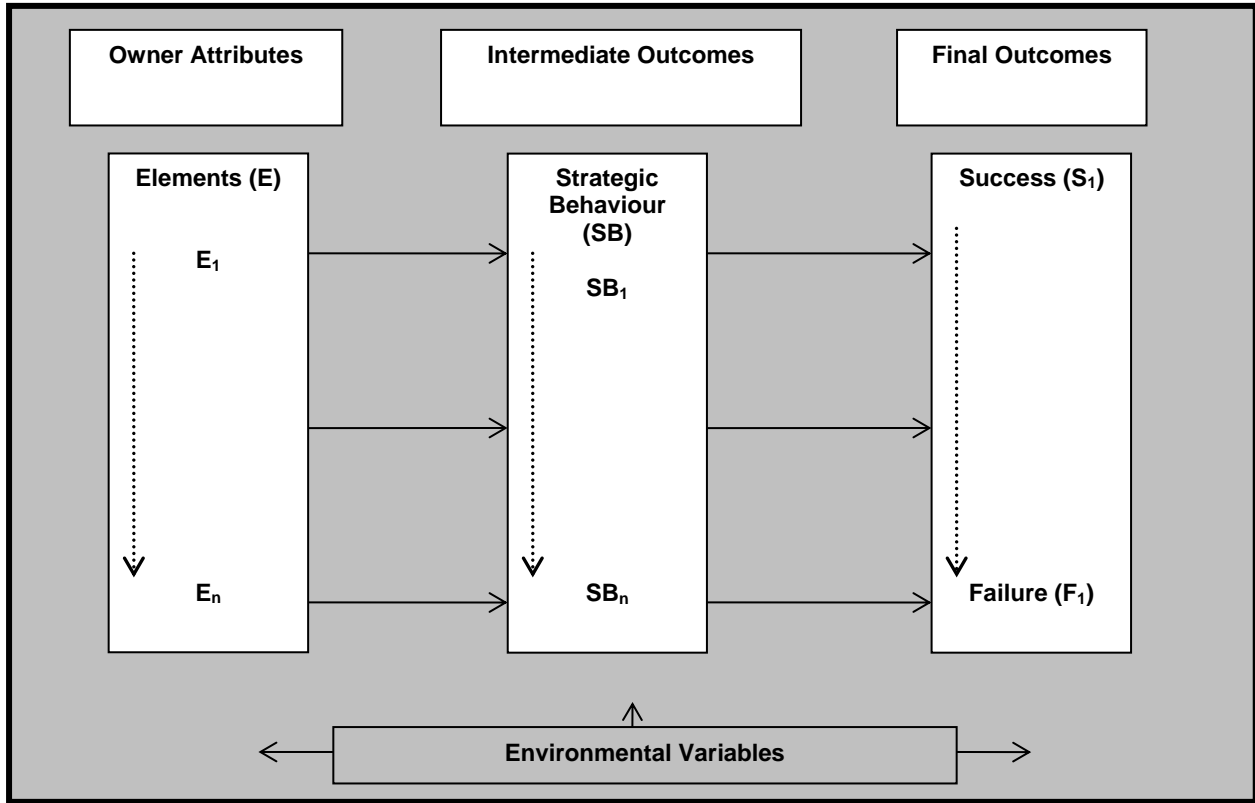 Owner Attributes
Intermediate Outcomes
Final Outcomes
Elements (E)
E₁
Eₙ
Strategic
Behaviour
(SB)
SB₁
SBₙ
Success (S₁)
Failure (F₁)
Environmental Variables